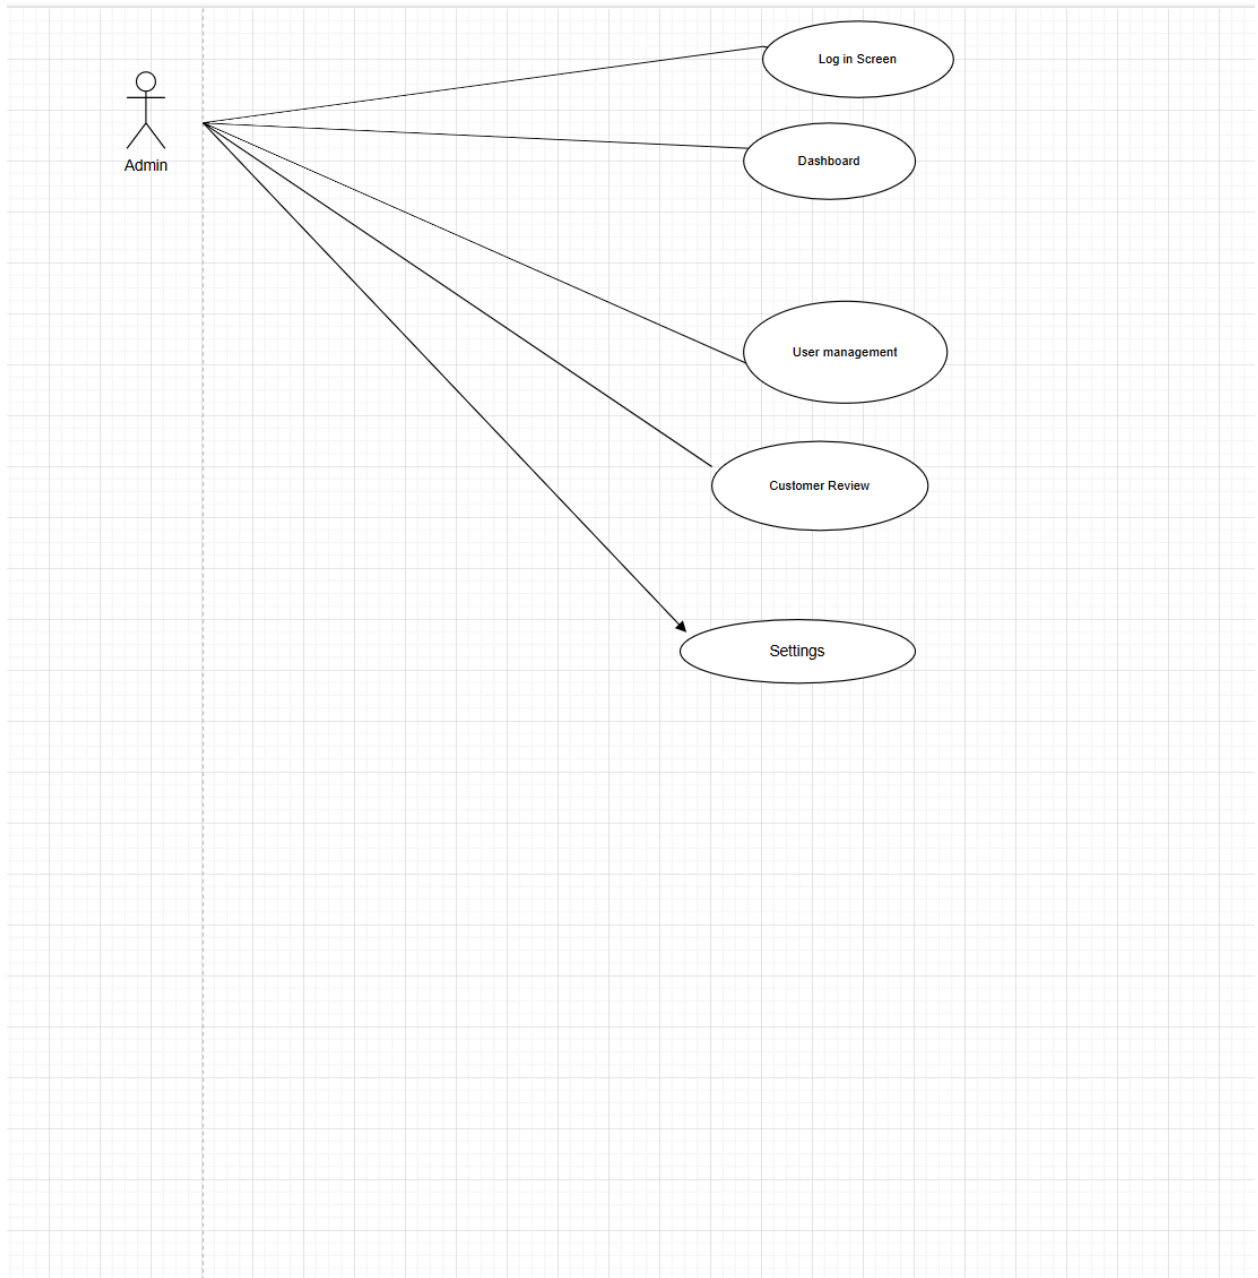 Log in Screen
Admin
Dashboard
User management
Customer Review
Settings